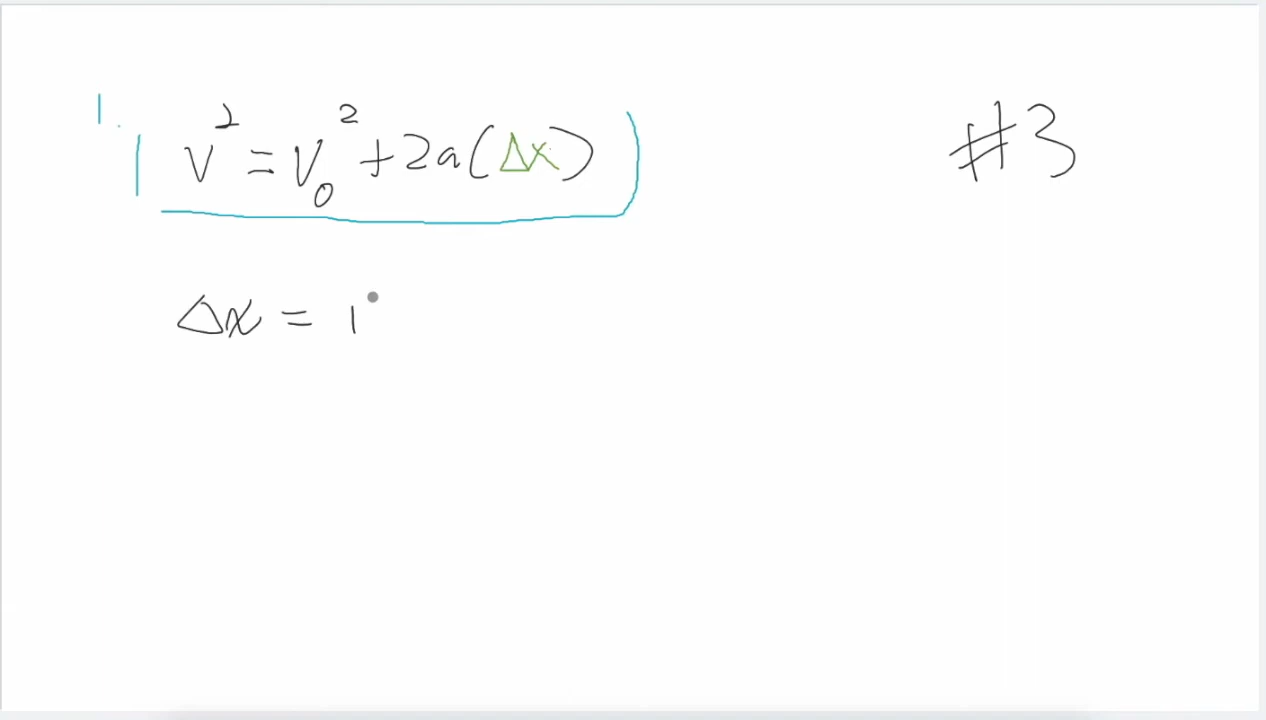 1.
v² = v₀² + 2a(Δx)
#3
Δx = 1